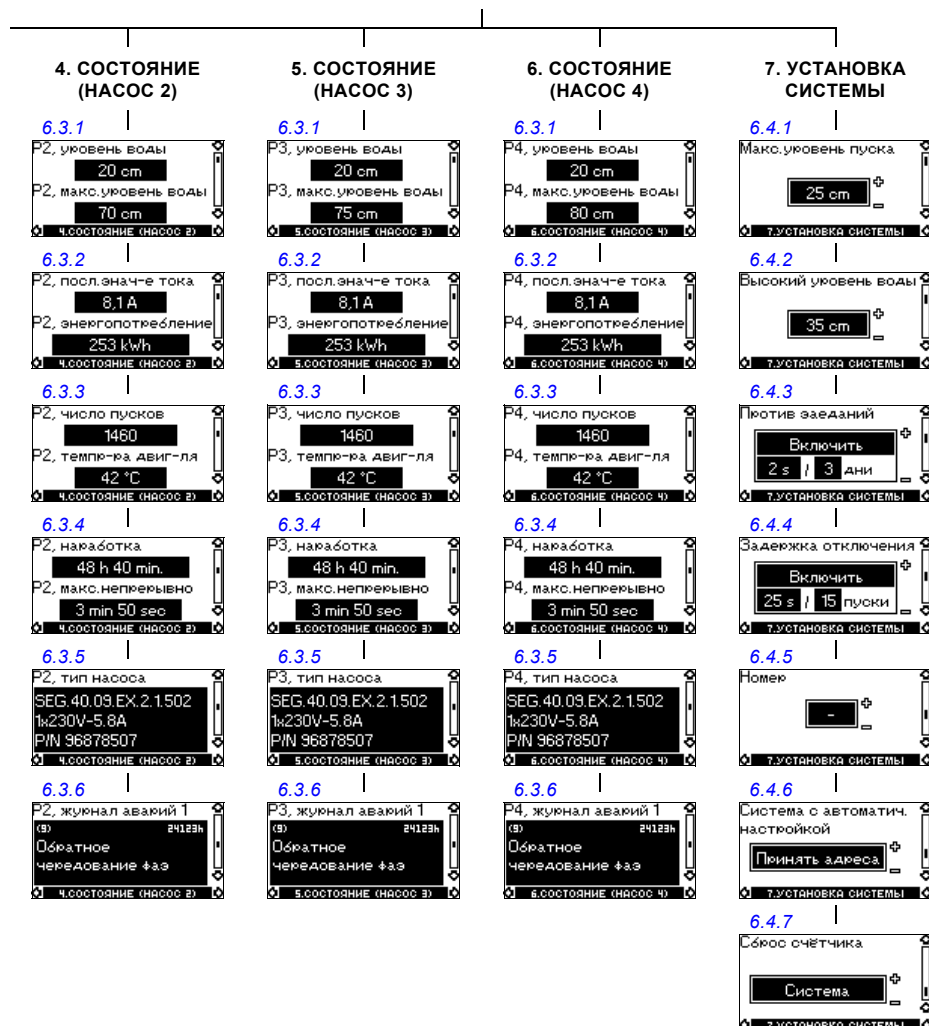 4. СОСТОЯНИЕ
(НАСОС 2)
6.3.1
P2, уровень воды
20 cm
P2, макс.уровень воды
70 cm
4.СОСТОЯНИЕ (НАСОС 2)
6.3.2
P2, посл.знач-е тока
8,1 A
P2, энергопотребление
253 kWh
4.СОСТОЯНИЕ (НАСОС 2)
6.3.3
P2, число пусков
1460
P2, темпе-ра двиг-ля
42 °C
4.СОСТОЯНИЕ (НАСОС 2)
6.3.4
P2, наработка
48 h 40 min.
P2, макс.непрерывно
3 min 50 sec
4.СОСТОЯНИЕ (НАСОС 2)
6.3.5
P2, тип насоса
SEG.40.09.EX.2.1.502
1x230V-5.8A
P/N 96878507
4.СОСТОЯНИЕ (НАСОС 2)
6.3.6
P2, журнал аварий 1
(9) 24123h
Обратное
чередование фаз
4.СОСТОЯНИЕ (НАСОС 2)
5. СОСТОЯНИЕ
(НАСОС 3)
6.3.1
P3, уровень воды
20 cm
P3, макс.уровень воды
75 cm
5.СОСТОЯНИЕ (НАСОС 3)
6.3.2
P3, посл.знач-е тока
8,1 A
P3, энергопотребление
253 kWh
5.СОСТОЯНИЕ (НАСОС 3)
6.3.3
P3, число пусков
1460
P3, темпе-ра двиг-ля
42 °C
5.СОСТОЯНИЕ (НАСОС 3)
6.3.4
P3, наработка
48 h 40 min.
P3, макс.непрерывно
3 min 50 sec
5.СОСТОЯНИЕ (НАСОС 3)
6.3.5
P3, тип насоса
SEG.40.09.EX.2.1.502
1x230V-5.8A
P/N 96878507
5.СОСТОЯНИЕ (НАСОС 3)
6.3.6
P3, журнал аварий 1
(9) 24123h
Обратное
чередование фаз
5.СОСТОЯНИЕ (НАСОС 3)
6. СОСТОЯНИЕ
(НАСОС 4)
6.3.1
P4, уровень воды
20 cm
P4, макс.уровень воды
80 cm
6.СОСТОЯНИЕ (НАСОС 4)
6.3.2
P4, посл.знач-е тока
8,1 A
P4, энергопотребление
253 kWh
6.СОСТОЯНИЕ (НАСОС 4)
6.3.3
P4, число пусков
1460
P4, темпе-ра двиг-ля
42 °C
6.СОСТОЯНИЕ (НАСОС 4)
6.3.4
P4, наработка
48 h 40 min.
P4, макс.непрерывно
3 min 50 sec
6.СОСТОЯНИЕ (НАСОС 4)
6.3.5
P4, тип насоса
SEG.40.09.EX.2.1.502
1x230V-5.8A
P/N 96878507
6.СОСТОЯНИЕ (НАСОС 4)
6.3.6
P4, журнал аварий 1
(9) 24123h
Обратное
чередование фаз
6.СОСТОЯНИЕ (НАСОС 4)
7. УСТАНОВКА
СИСТЕМЫ
6.4.1
Макс.уровень пуска
25 cm
7.УСТАНОВКА СИСТЕМЫ
6.4.2
Высокий уровень воды
35 cm
7.УСТАНОВКА СИСТЕМЫ
6.4.3
Против заеданий
Включить
2 s / 3 дни
7.УСТАНОВКА СИСТЕМЫ
6.4.4
Задержка отключения
Включить
25 s / 15 пуски
7.УСТАНОВКА СИСТЕМЫ
6.4.5
Номер
-
7.УСТАНОВКА СИСТЕМЫ
6.4.6
Система с автоматич.
настройкой
Принять адреса
7.УСТАНОВКА СИСТЕМЫ
6.4.7
Сброс счётчика
Система
7.УСТАНОВКА СИСТЕМЫ